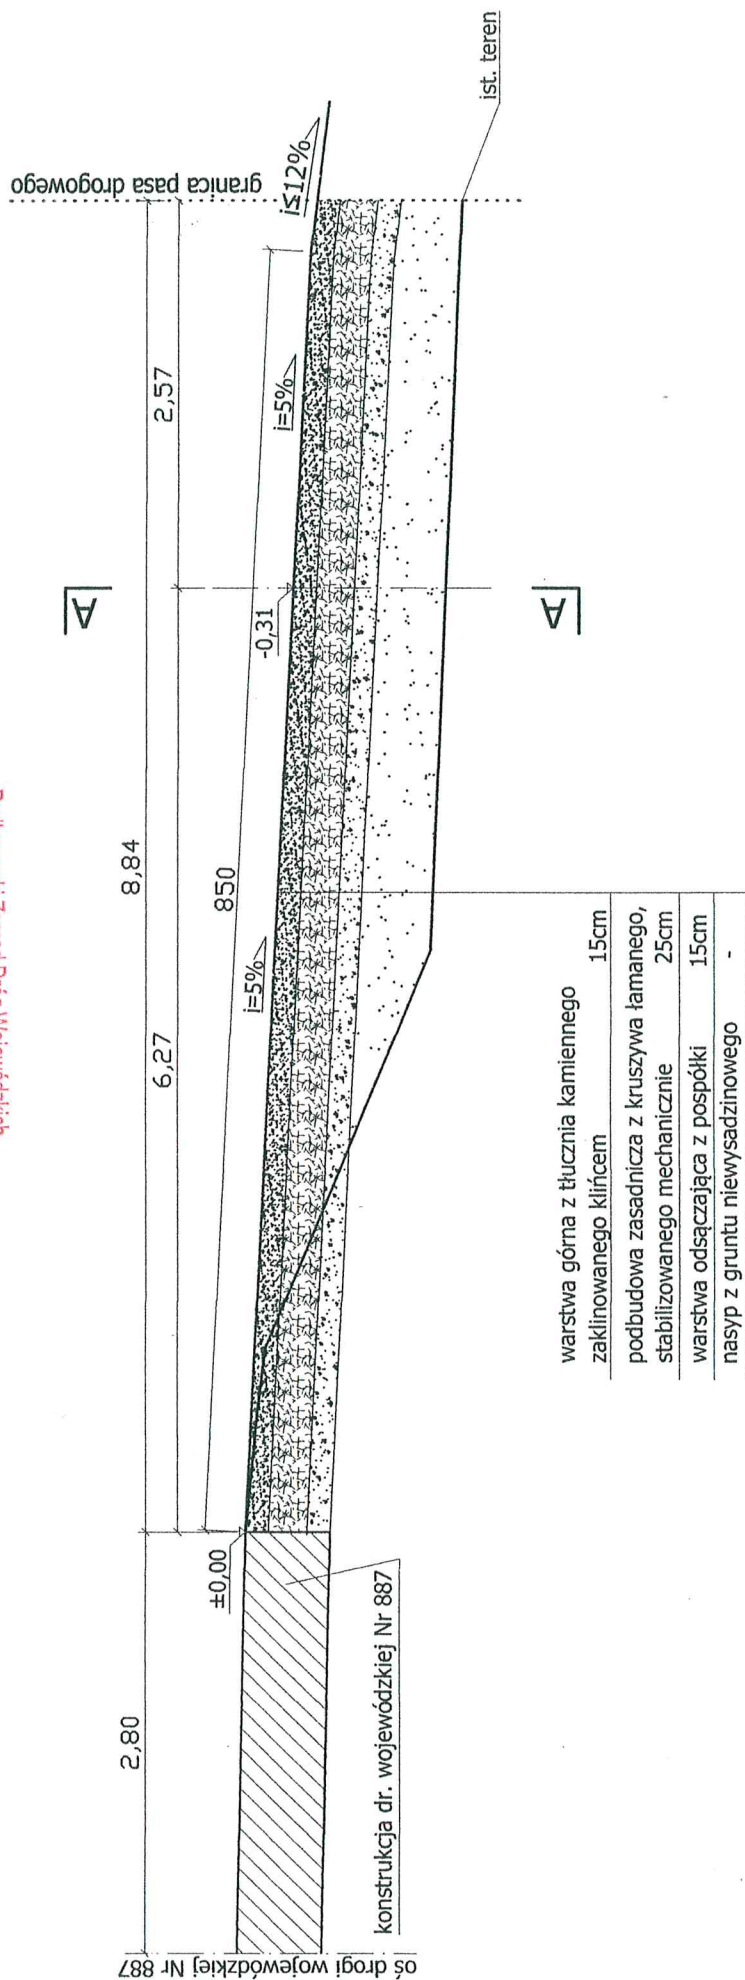 oś drogi wojewódzkiej Nr 887
2,80
8,84
6,27
2,57
850
±0,00
i=5%
-0,31
i=5%
i≤12%
granica pasa drogowego
A
A
ist. teren
konstrukcja dr. wojewódzkiej Nr 887
warstwa górna z tłucznia kamiennego
zaklinowanego klińcem 15cm
podbudowa zasadnicza z kruszywa łamanego,
stabilizowanego mechanicznie 25cm
warstwa odsączająca z pospółki 15cm
nasyp z gruntu niewysadzinowego -